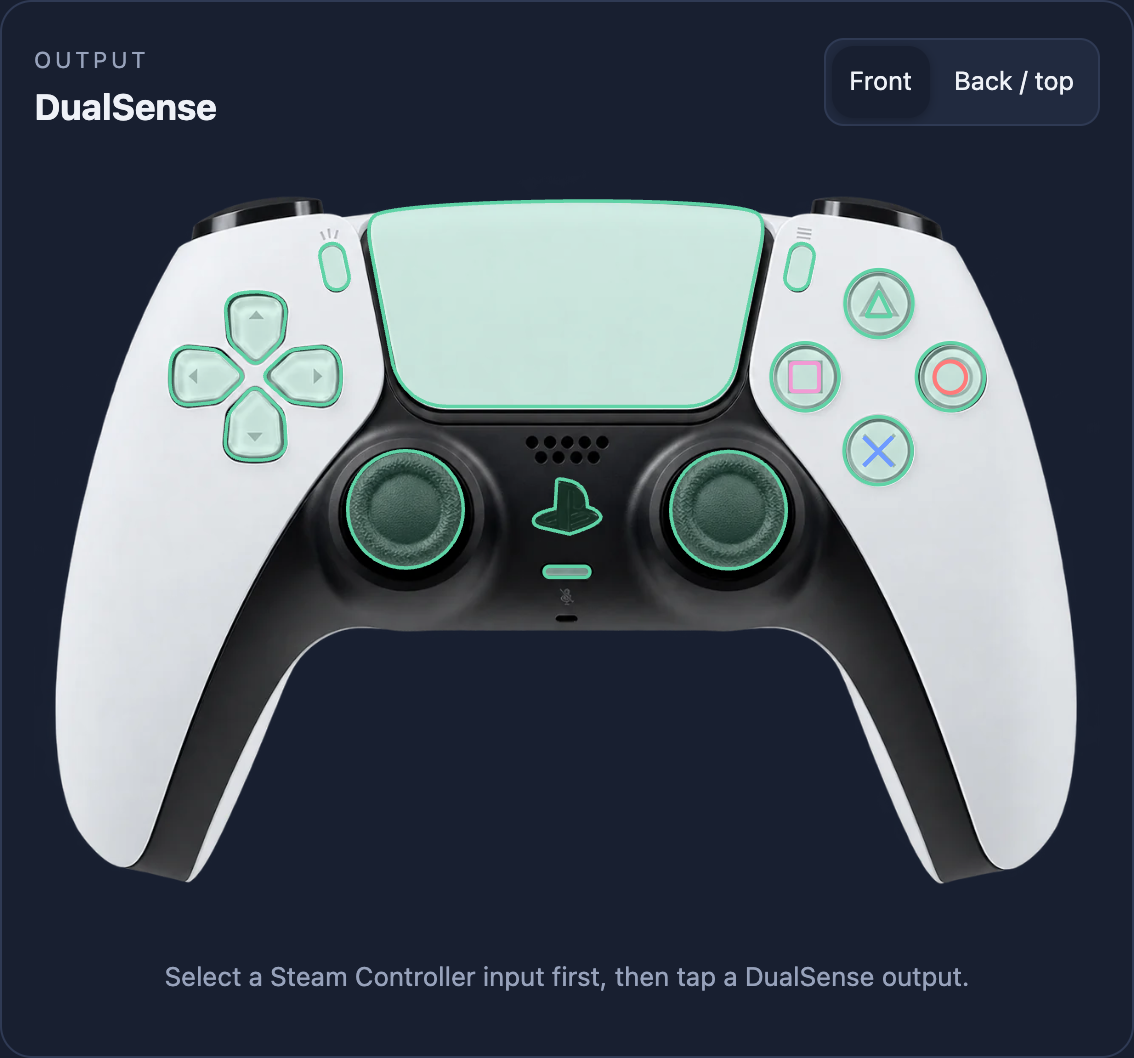 OUTPUT
DualSense
Front
Back / top
Select a Steam Controller input first, then tap a DualSense output.